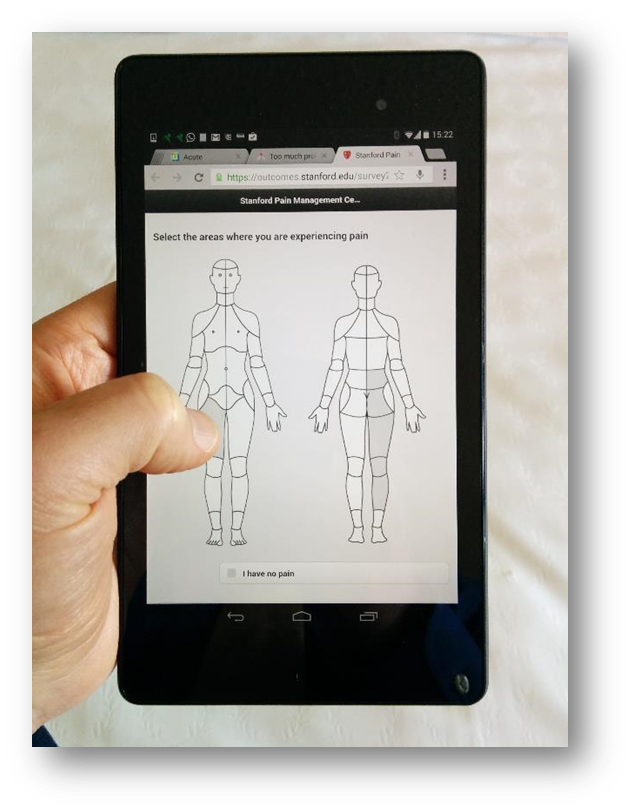 15:22
Acute
Too much pro
Stanford Pain
https://outcomes.stanford.edu/survey
Stanford Pain Management Ce...
Select the areas where you are experiencing pain
I have no pain